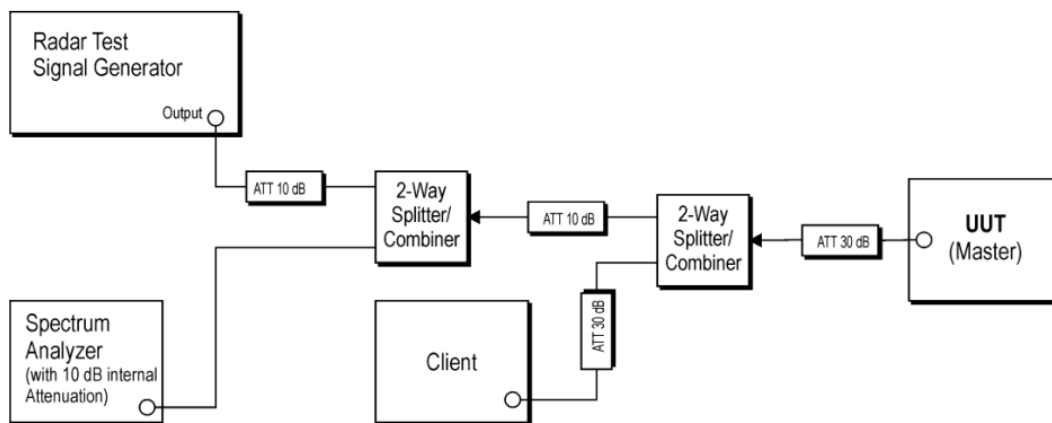 Radar Test
Signal Generator
Output
ATT 10 dB
2-Way
Splitter/
Combiner
ATT 10 dB
2-Way
Splitter/
Combiner
ATT 30 dB
UUT
(Master)
Spectrum
Analyzer
(with 10 dB internal
Attenuation)
Client
ATT 30 dB